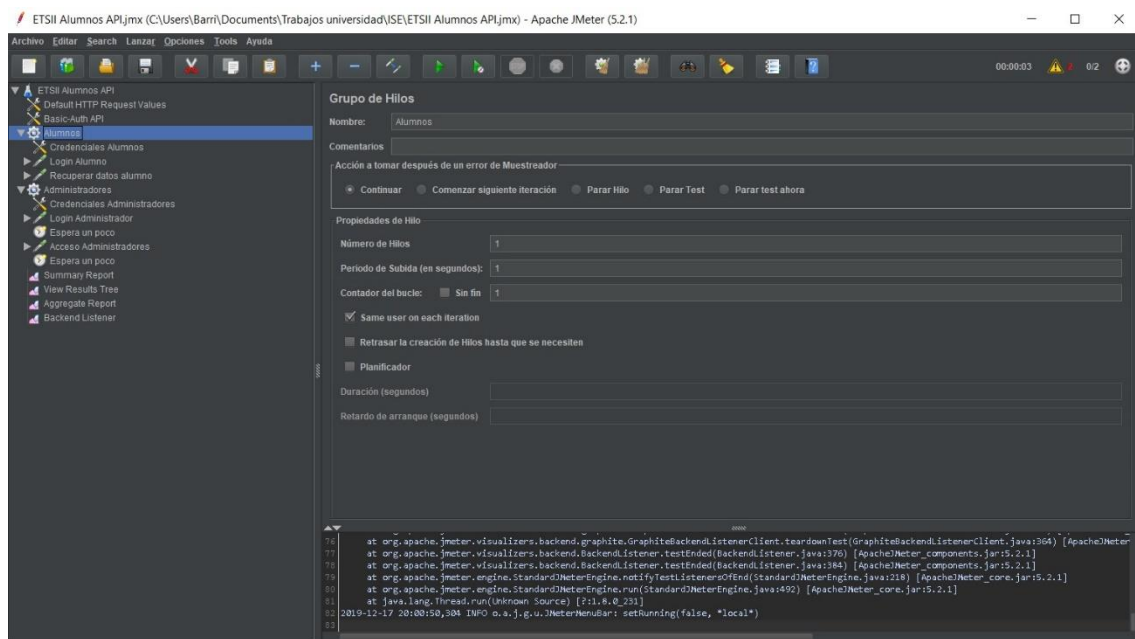 ETSII Alumnos API.jmx (C:\Users\Barri\Documents\Trabajos universidad\ISE\ETSII Alumnos API.jmx) - Apache JMeter (5.2.1)
Archivo Editar Search Lanzar Opciones Tools Ayuda
00:00:03 2 0/2
ETSII Alumnos API
Default HTTP Request Values
Basic-Auth API
Alumnos
Credenciales Alumnos
Login Alumno
Recuperar datos alumno
Administradores
Credenciales Administradores
Login Administrador
Espera un poco
Acceso Administradores
Espera un poco
Summary Report
View Results Tree
Aggregate Report
Backend Listener
Grupo de Hilos
Nombre: Alumnos
Comentarios
Acción a tomar después de un error de Muestreador
Continuar Comenzar siguiente iteración Parar Hilo Parar Test Parar test ahora
Propiedades de Hilo
Número de Hilos 1
Periodo de Subida (en segundos): 1
Contador del bucle: Sin fin 1
Same user on each iteration
Retrasar la creación de Hilos hasta que se necesiten
Planificador
Duración (segundos)
Retardo de arranque (segundos)
76 at org.apache.jmeter.visualizers.backend.graphite.GraphiteBackendListenerClient.teardownTest(GraphiteBackendListenerClient.java:364) [ApacheJMeter
77 at org.apache.jmeter.visualizers.backend.BackendListener.testEnded(BackendListener.java:376) [ApacheJMeter_components.jar:5.2.1]
78 at org.apache.jmeter.visualizers.backend.BackendListener.testEnded(BackendListener.java:384) [ApacheJMeter_components.jar:5.2.1]
79 at org.apache.jmeter.engine.StandardJMeterEngine.notifyTestListenersOfEnd(StandardJMeterEngine.java:218) [ApacheJMeter_core.jar:5.2.1]
80 at org.apache.jmeter.engine.StandardJMeterEngine.run(StandardJMeterEngine.java:492) [ApacheJMeter_core.jar:5.2.1]
81 at java.lang.Thread.run(Unknown Source) [?:1.8.0_231]
82 2019-12-17 20:00:50,304 INFO o.a.j.g.u.JMeterMenuBar: setRunning(false, *local*)
83